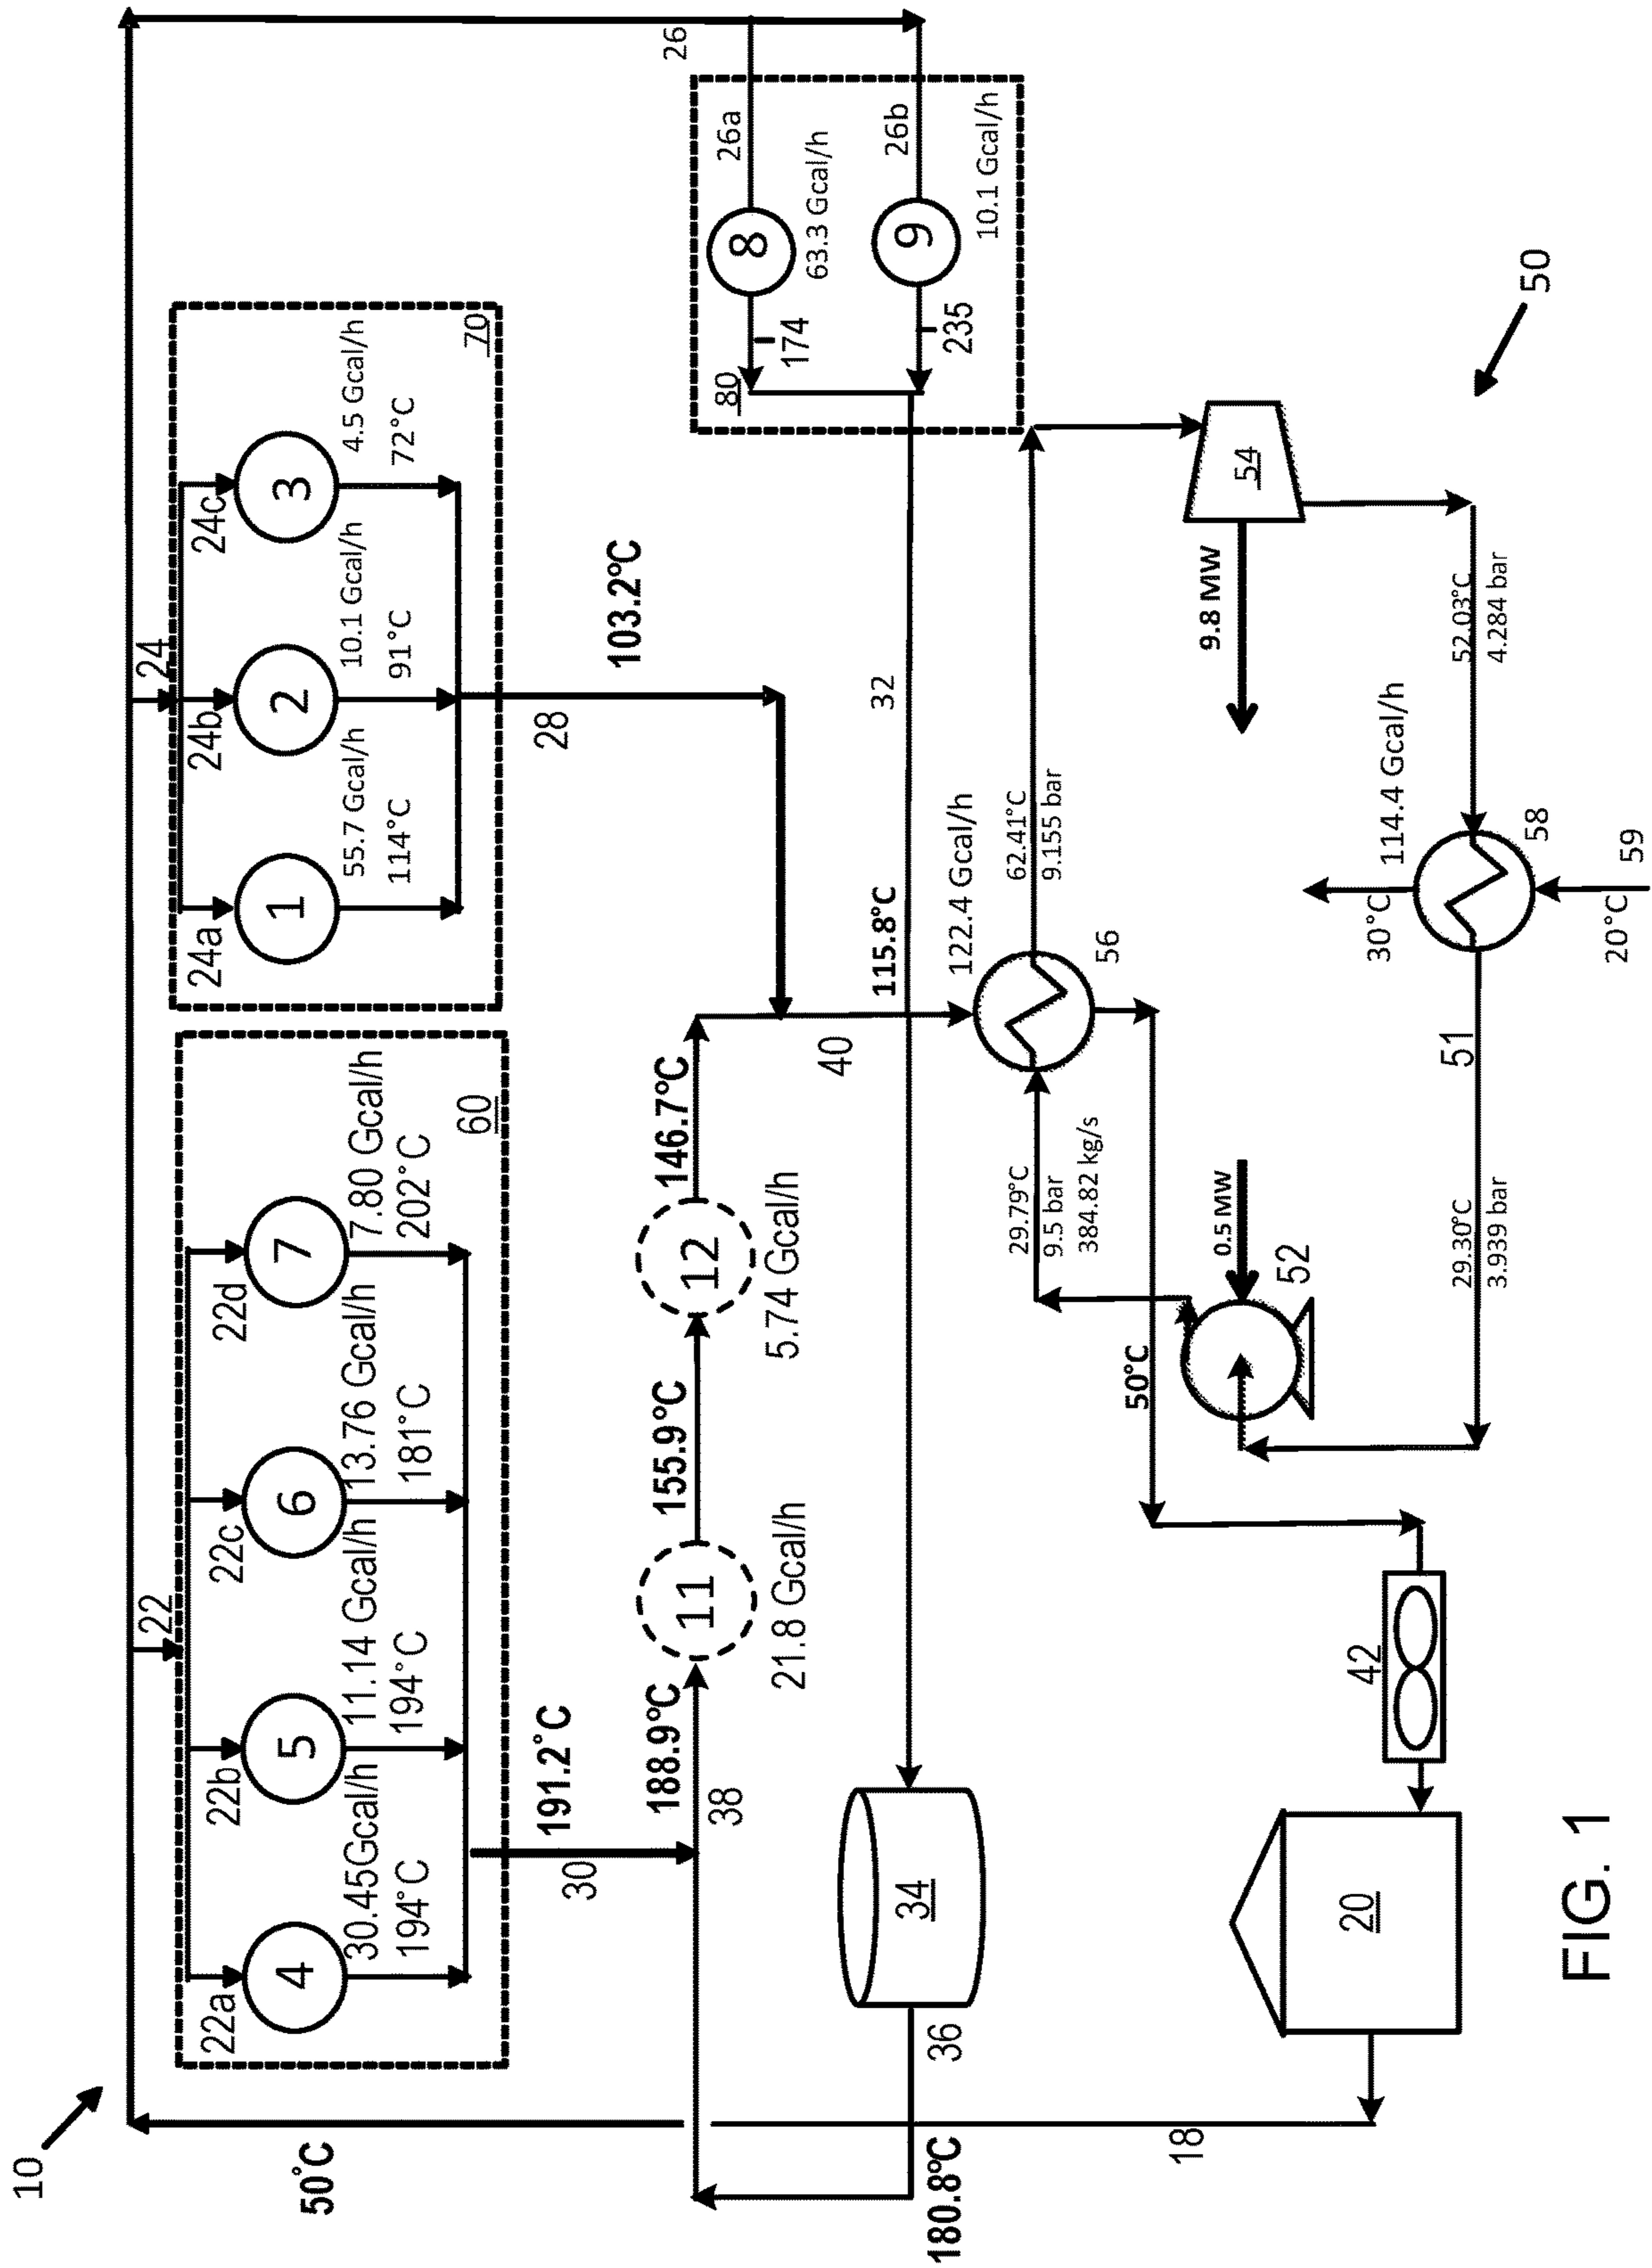 10
50°C
22
24
22a
22b
22c
22d
4
5
6
7
30.45Gcal/h
194°C
11.14 Gcal/h
194°C
13.76 Gcal/h
181°C
7.80 Gcal/h
202°C
60
24a
24b
24c
1
2
3
55.7 Gcal/h
114°C
10.1 Gcal/h
91°C
4.5 Gcal/h
72°C
70
191.2°C
30
28
103.2°C
26
26a
8
63.3 Gcal/h
174
80
26b
9
10.1 Gcal/h
235
188.9°C
38
11
21.8 Gcal/h
155.9°C
12
5.74 Gcal/h
146.7°C
40
115.8°C
32
180.8°C
36
34
122.4 Gcal/h
56
62.41°C
9.155 bar
29.79°C
9.5 bar
384.82 kg/s
54
9.8 MW
50°C
0.5 MW
52
52.03°C
4.284 bar
114.4 Gcal/h
58
30°C
20°C
59
51
29.30°C
3.939 bar
50
18
20
42
FIG. 1